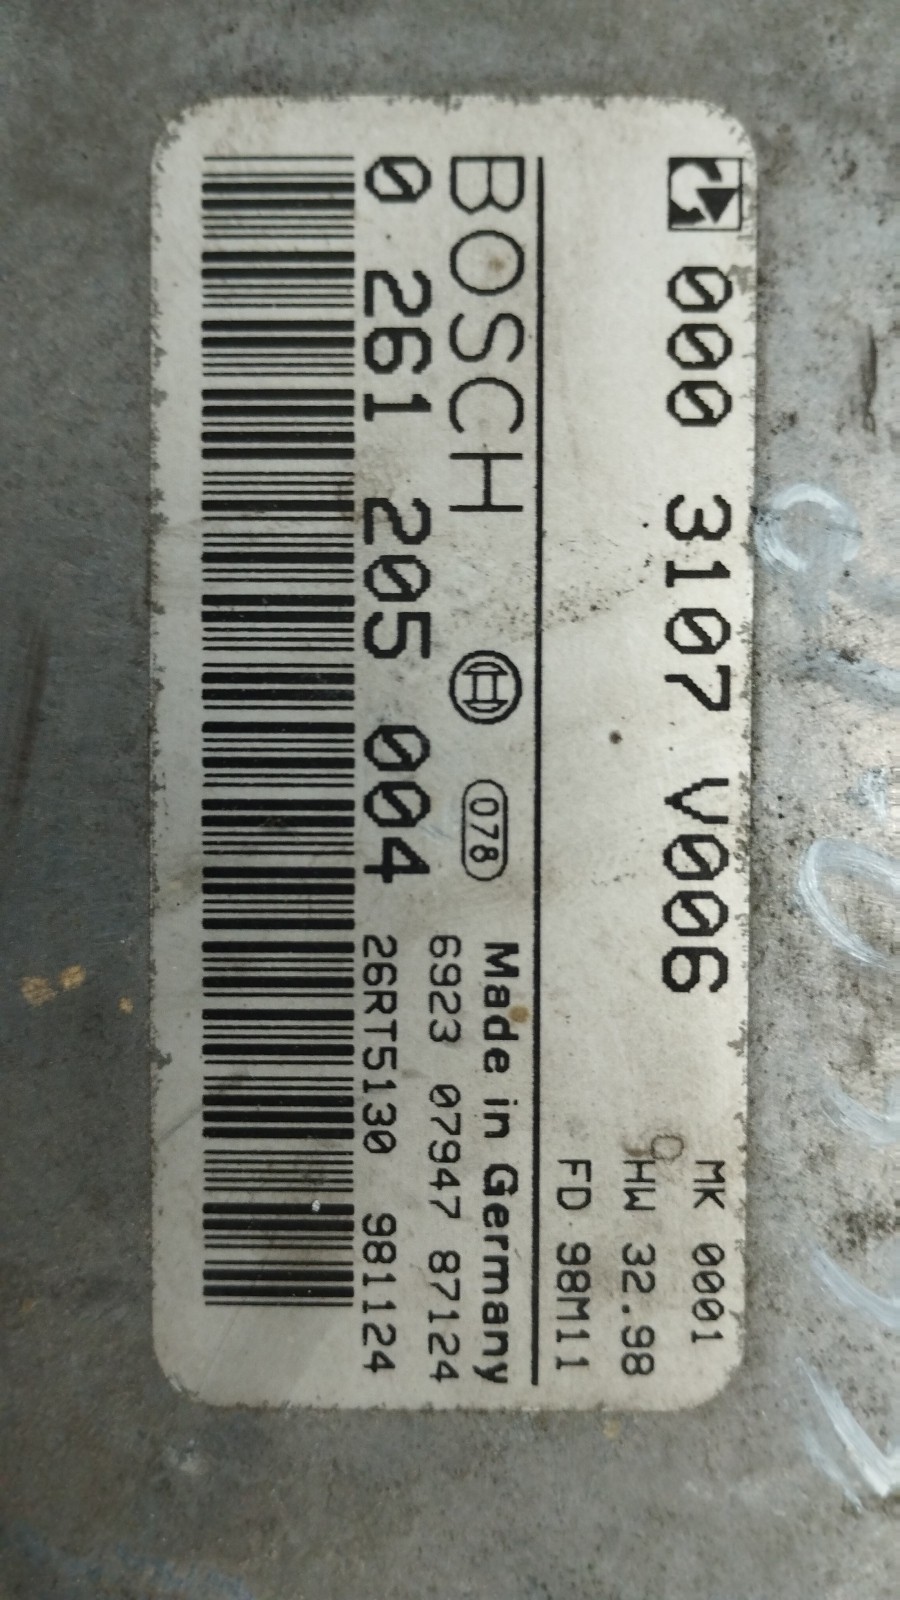 000 3107 V006
MK 0001
HW 32.98
FD 98M11
BOSCH
078
Made in Germany
6923 07947 87124
0 261 205 004
26RT5130 981124